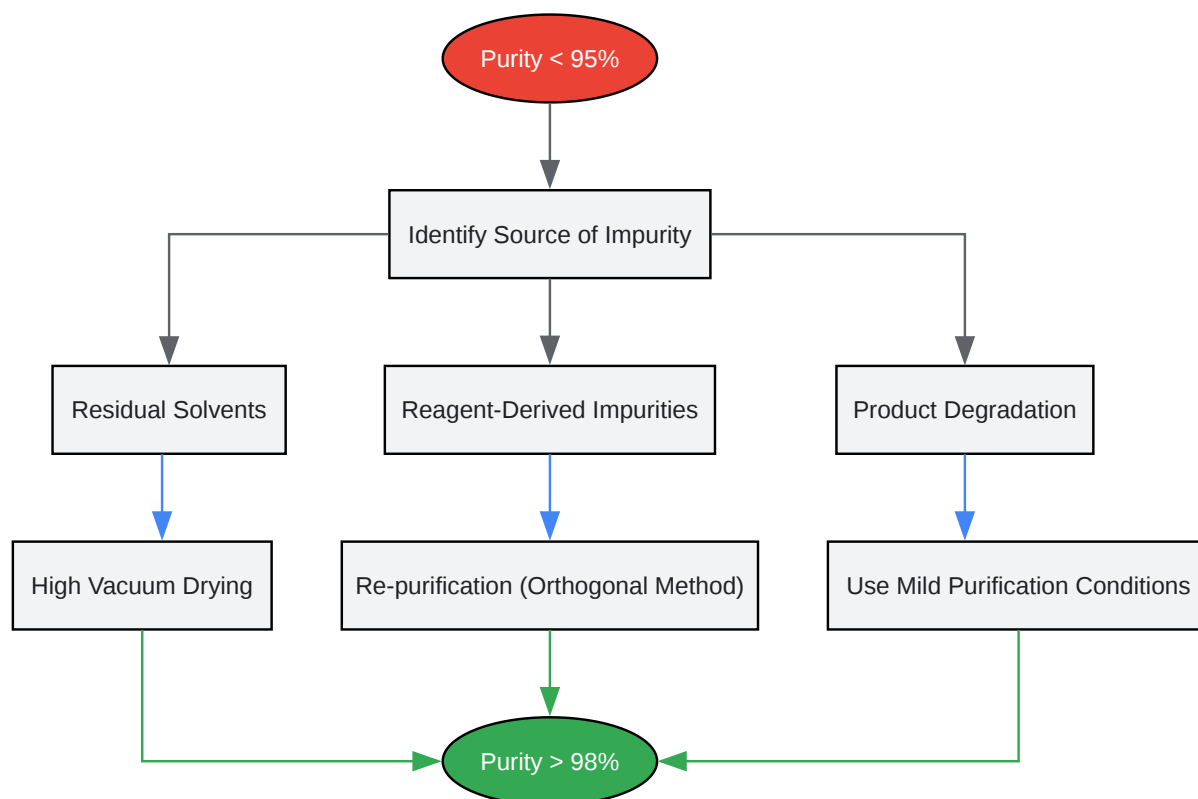 Purity < 95%
Identify Source of Impurity
Residual Solvents
Reagent-Derived Impurities
Product Degradation
High Vacuum Drying
Re-purification (Orthogonal Method)
Use Mild Purification Conditions
Purity > 98%